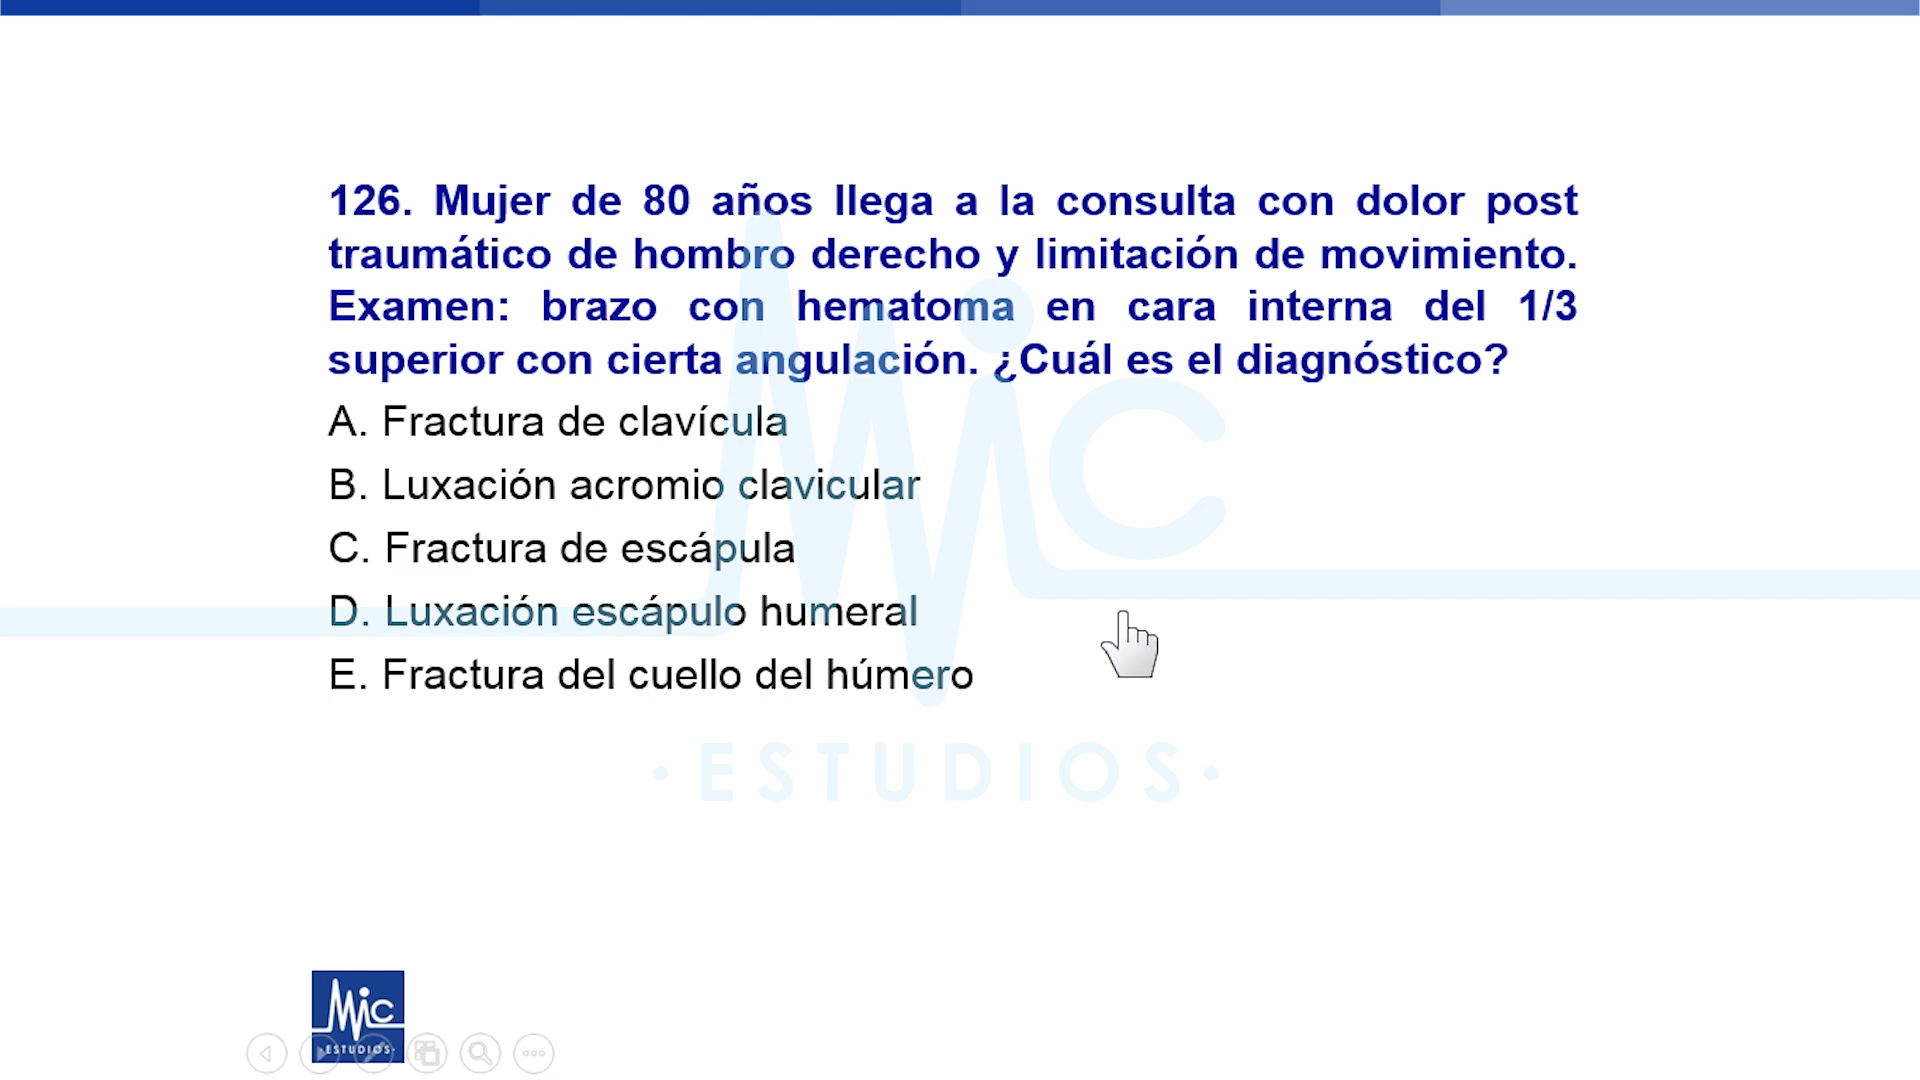 126. Mujer de 80 años llega a la consulta con dolor post
traumático de hombro derecho y limitación de movimiento.
Examen: brazo con hematoma en cara interna del 1/3
superior con cierta angulación. ¿Cuál es el diagnóstico?
A. Fractura de clavícula
B. Luxación acromio clavicular
C. Fractura de escápula
D. Luxación escápulo humeral
E. Fractura del cuello del húmero
Mic
·ESTUDIOS·
Mic
·ESTUDIOS·